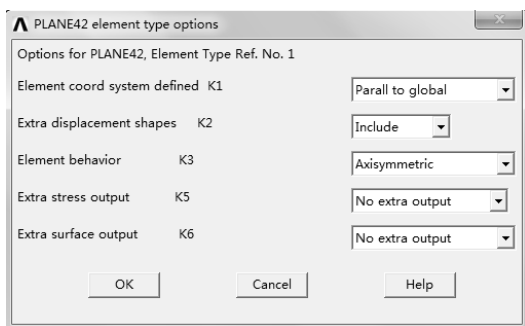 PLANE42 element type options
Options for PLANE42, Element Type Ref. No. 1
Element coord system defined K1 Parall to global
Extra displacement shapes K2 Include
Element behavior K3 Axisymmetric
Extra stress output K5 No extra output
Extra surface output K6 No extra output
OK Cancel Help